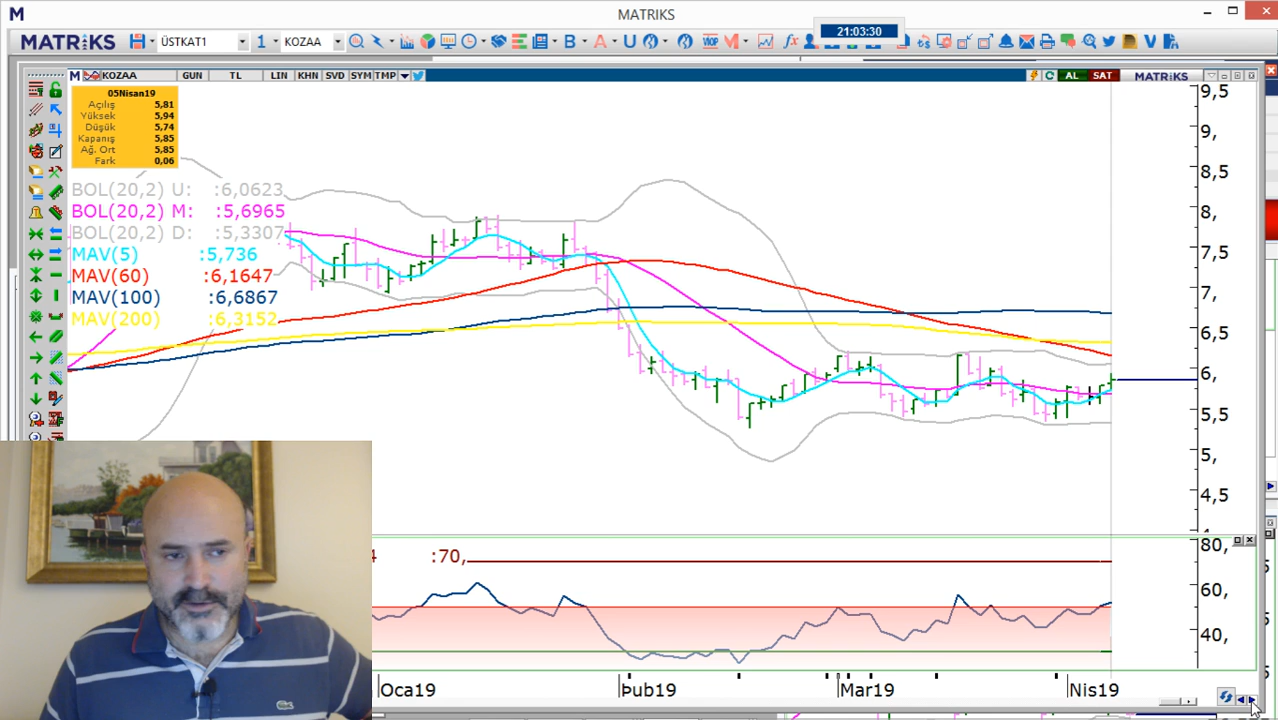 MATRIKS
MATRIKS ÜSTKAT1 1 KOZAA 21:03:30
KOZAA GUN TL LIN KHN SVD SYM TMP AL SAT MATRIKS
05Nisan19
Açılış 5,81
Yüksek 5,94
Düşük 5,74
Kapanış 5,85
Ağ. Ort 5,85
Fark 0,06
BOL(20,2) U: :6,0623
BOL(20,2) M: :5,6965
BOL(20,2) D: :5,3307
MAV(5) :5,736
MAV(60) :6,1647
MAV(100) :6,6867
MAV(200) :6,3152
9,5
9,
8,5
8,
7,5
7,
6,5
6,
5,5
5,
4,5
4 :70,
80,
60,
40,
Oca19 Þub19 Mar19 Nis19